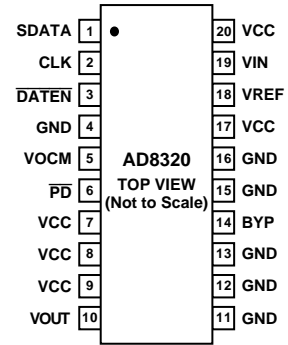 SDATA 1 20 VCC
CLK 2 19 VIN
DATEN 3 18 VREF
GND 4 17 VCC
VOCM 5 AD8320 16 GND
PD 6 TOP VIEW 15 GND
(Not to Scale)
VCC 7 14 BYP
VCC 8 13 GND
VCC 9 12 GND
VOUT 10 11 GND